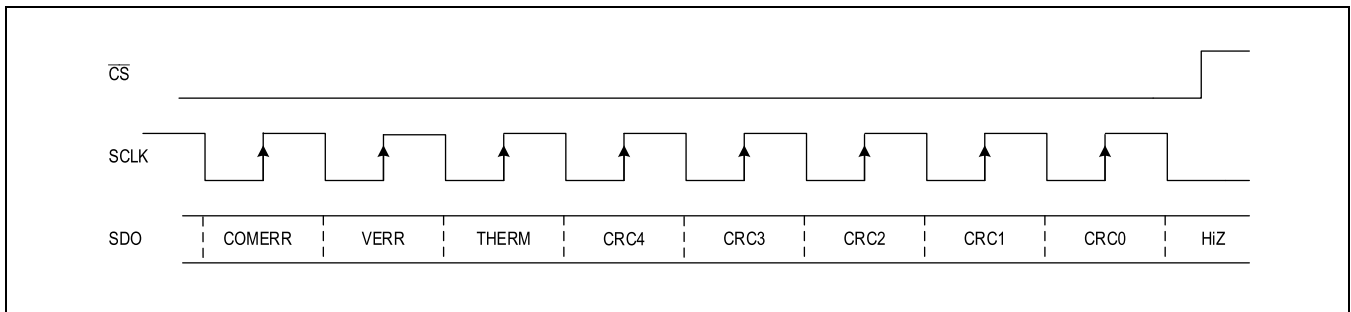 CS
SCLK
SDO COMERR VERR THERM CRC4 CRC3 CRC2 CRC1 CRC0 HiZ